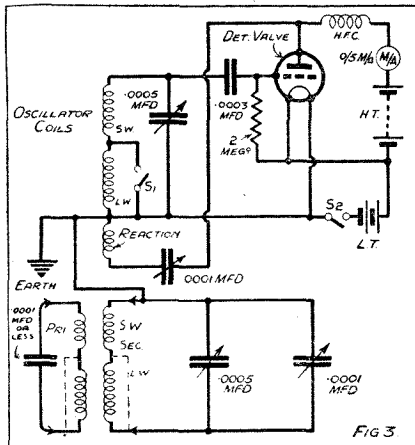 DET. VALVE
H.F.C.
0/5 M/A
M/A
H.T.
.0005
MFD
.0003
MFD
OSCILLATOR
COILS
SW
S1
LW
2
MEGΩ
REACTION
S2
L.T.
EARTH
.0001 MFD
.0001
MFD
OR
LESS
PRI
SW
SEC.
LW
.0005
MFD
.0001
MFD
FIG 3